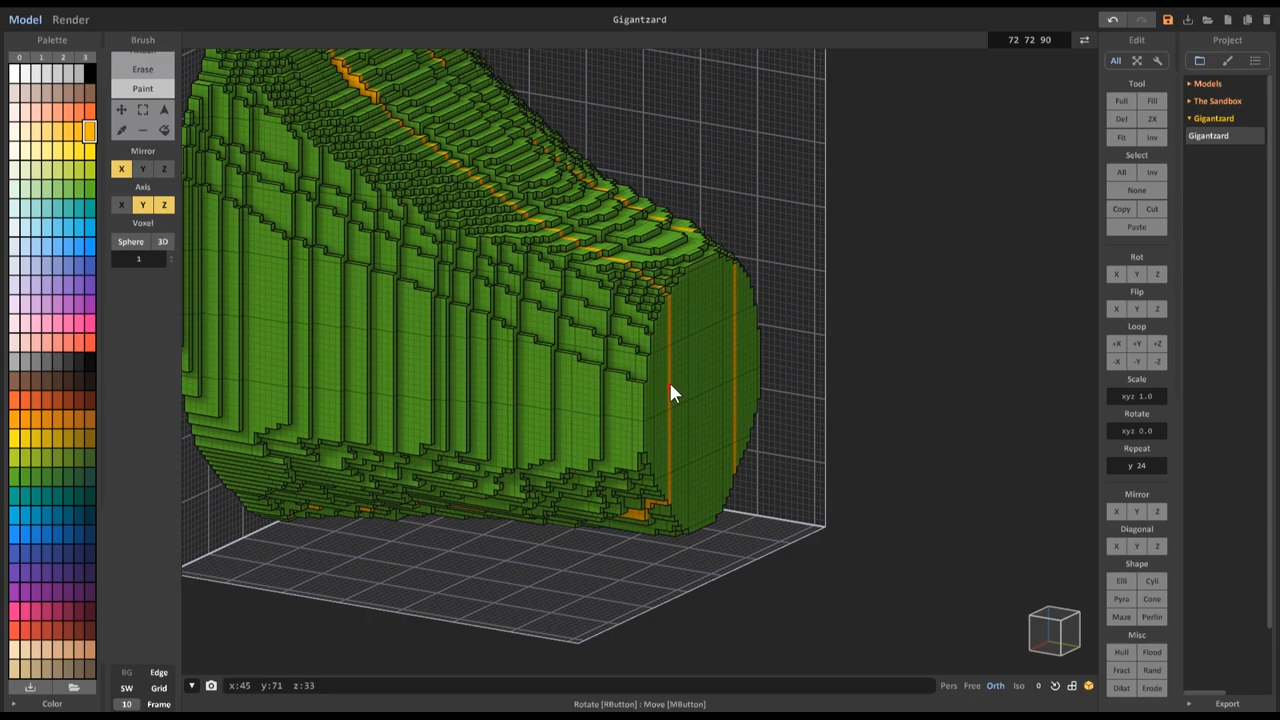 Model Render
Gigantzard
Palette
Brush
72 72 90
Edit
Project
0 1 2 3
Erase
Paint
Mirror
X Y Z
Axis
X Y Z
Voxel
Sphere 3D
1
All
Tool
Full Fill
Del 2X
Fit Inv
Select
All Inv
None
Copy Cut
Paste
Rot
X Y Z
Flip
X Y Z
Loop
+X +Y +Z
-X -Y -Z
Scale
xyz 1.0
Rotate
xyz 0.0
Repeat
y 24
Mirror
X Y Z
Diagonal
X Y Z
Shape
Elli Cyli
Pyra Cone
Maze Perlin
Misc
Hull Flood
Fract Rand
Dilat Erode
Models
The Sandbox
Gigantzard
Gigantzard
BG Edge
SW Grid
10 Frame
x:45 y:71 z:33
Pers Free Orth Iso 0
Color
Rotate [RButton] : Move [MButton]
Export